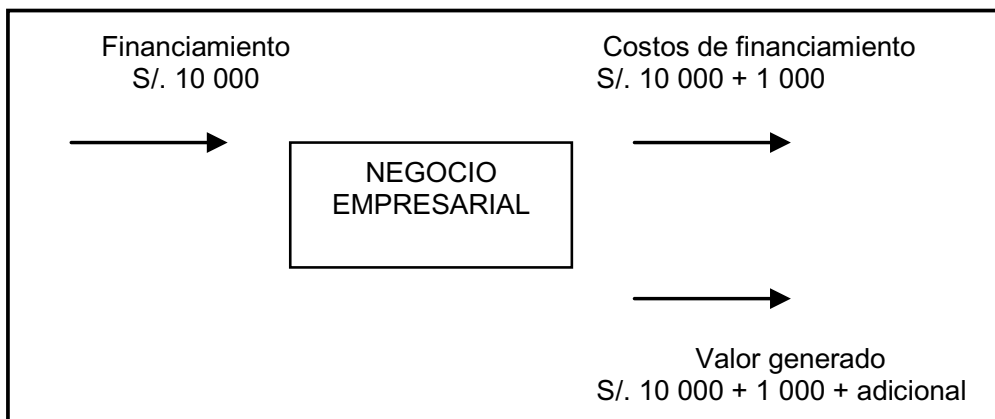 Financiamiento
S/. 10 000
Costos de financiamiento
S/. 10 000 + 1 000
NEGOCIO
EMPRESARIAL
Valor generado
S/. 10 000 + 1 000 + adicional